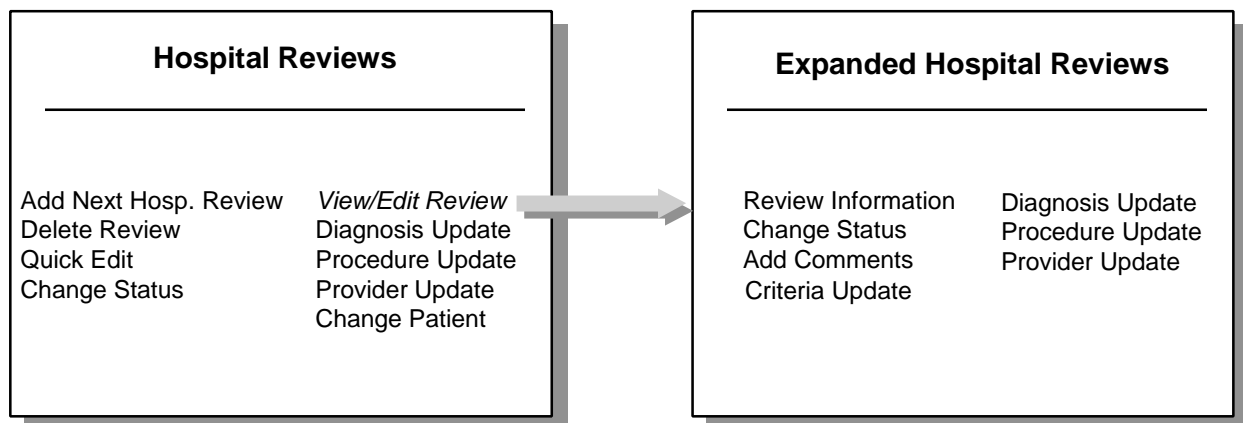 Hospital Reviews
Add Next Hosp. Review
Delete Review
Quick Edit
Change Status
View/Edit Review
Diagnosis Update
Procedure Update
Provider Update
Change Patient
Expanded Hospital Reviews
Review Information
Change Status
Add Comments
Criteria Update
Diagnosis Update
Procedure Update
Provider Update